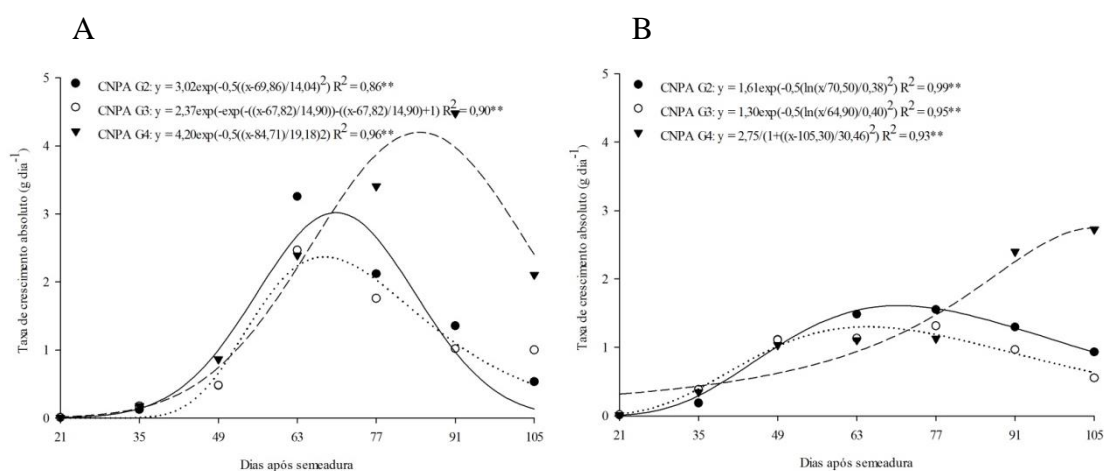 A
CNPA G2: y = 3,02exp(-0,5((x-69,86)/14,04)²) R² = 0,86**
CNPA G3: y = 2,37exp(-exp(-((x-67,82)/14,90))-((x-67,82)/14,90)+1) R² = 0,90**
CNPA G4: y = 4,20exp(-0,5((x-84,71)/19,18)2) R² = 0,96**
Taxa de crescimento absoluto (g dia⁻¹)
5
4
3
2
1
0
21 35 49 63 77 91 105
Dias após semeadura
B
CNPA G2: y = 1,61exp(-0,5(ln(x/70,50)/0,38)²) R² = 0,99**
CNPA G3: y = 1,30exp(-0,5(ln(x/64,90)/0,40)²) R² = 0,95**
CNPA G4: y = 2,75/(1+((x-105,30)/30,46)²) R² = 0,93**
Taxa de crescimento absoluto (g dia⁻¹)
5
4
3
2
1
0
21 35 49 63 77 91 105
Dias após semeadura